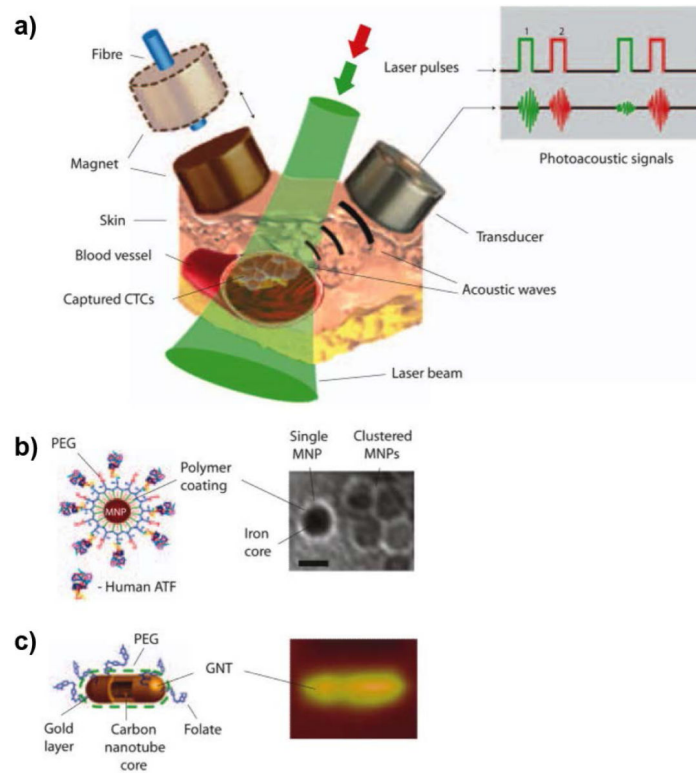 a)
Fibre
Magnet
Skin
Blood vessel
Captured CTCs
Laser pulses
1
2
Photoacoustic signals
Transducer
Acoustic waves
Laser beam
b)
PEG
Polymer
coating
MNP
- Human ATF
Single
MNP
Clustered
MNPs
Iron
core
c)
PEG
GNT
Gold
layer
Carbon
nanotube
core
Folate